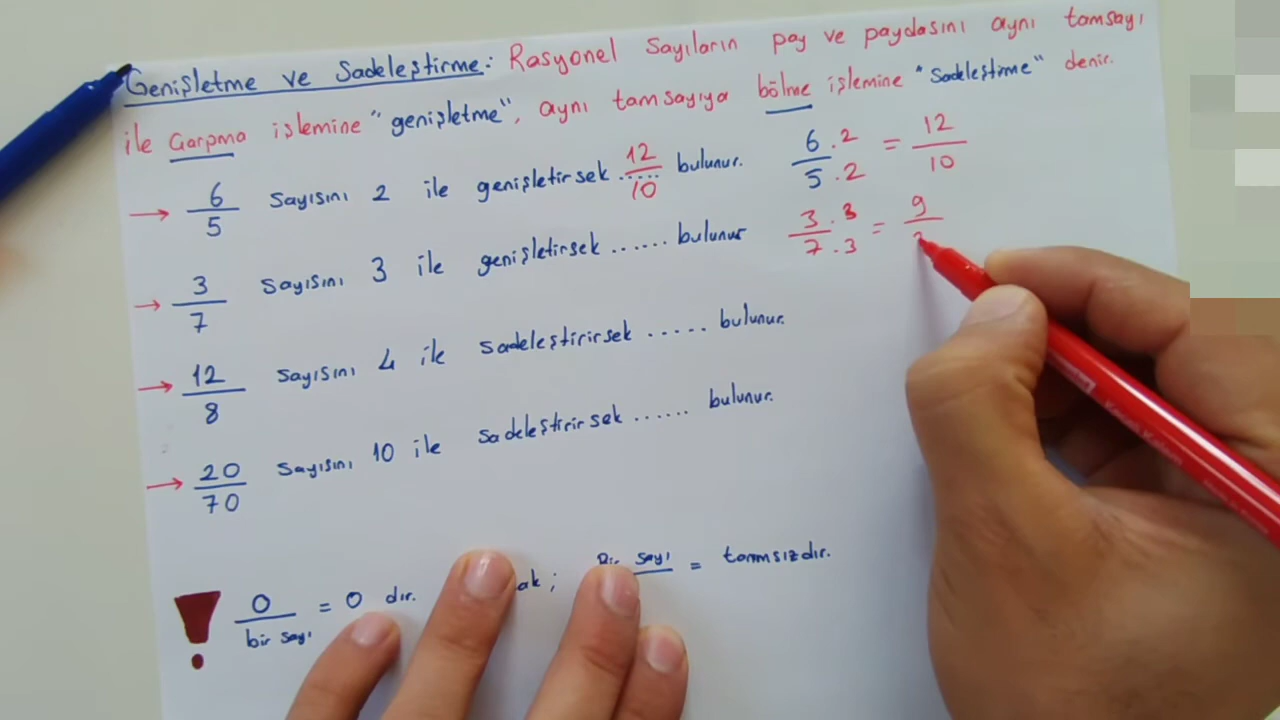 Genişletme ve Sadeleştirme: Rasyonel sayıların pay ve paydasını aynı tamsayı
ile Çarpma işlemine "genişletme", aynı tamsayıya bölme işlemine "sadeleştirme" denir.
→ 6/5 sayısını 2 ile genişletirsek 12/10 bulunur. 6.2/5.2 = 12/10
→ 3/7 sayısını 3 ile genişletirsek ...... bulunur 3.3/7.3 = 9/
→ 12/8 sayısını 4 ile sadeleştirirsek ..... bulunur.
→ 20/70 sayısını 10 ile sadeleştirirsek ...... bulunur.
! 0/bir sayı = 0 dır. Bir sayı = tanımsızdır.